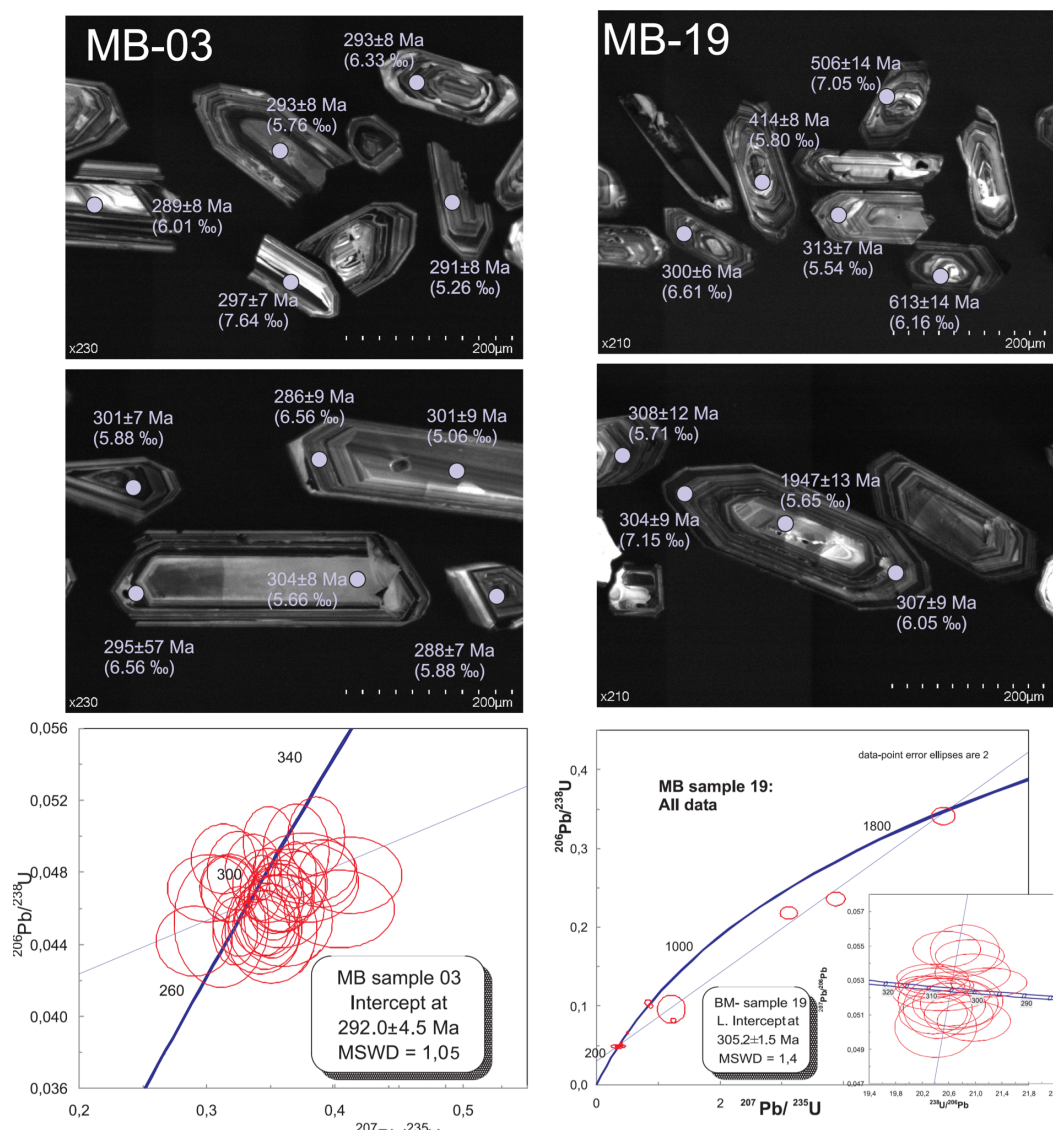 MB-03
293±8 Ma
(6.33 ‰)
293±8 Ma
(5.76 ‰)
289±8 Ma
(6.01 ‰)
291±8 Ma
(5.26 ‰)
297±7 Ma
(7.64 ‰)
x230
200μm
MB-19
506±14 Ma
(7.05 ‰)
414±8 Ma
(5.80 ‰)
313±7 Ma
(5.54 ‰)
300±6 Ma
(6.61 ‰)
613±14 Ma
(6.16 ‰)
x210
200μm
301±7 Ma
(5.88 ‰)
286±9 Ma
(6.56 ‰)
301±9 Ma
(5.06 ‰)
304±8 Ma
(5.66 ‰)
295±57 Ma
(6.56 ‰)
288±7 Ma
(5.88 ‰)
x230
200μm
308±12 Ma
(5.71 ‰)
1947±13 Ma
(5.65 ‰)
304±9 Ma
(7.15 ‰)
307±9 Ma
(6.05 ‰)
x210
200μm
0,056
0,052
0,048
0,044
0,040
0,036
206Pb/238U
340
300
260
MB sample 03
Intercept at
292.0±4.5 Ma
MSWD = 1,05
0,2
0,3
0,4
0,5
data-point error ellipses are 2
MB sample 19:
All data
0,4
0,3
0,2
0,1
0,0
206Pb/238U
1800
1000
200
BM- sample 19
L. Intercept at
305.2±1.5 Ma
MSWD = 1,4
0
2
207Pb/ 235U
0,057
0,055
0,053
0,051
0,049
0,047
207Pb/206Pb
320
310
300
290
19,4
19,8
20,2
20,6
21,0
21,4
21,8
238U/206Pb